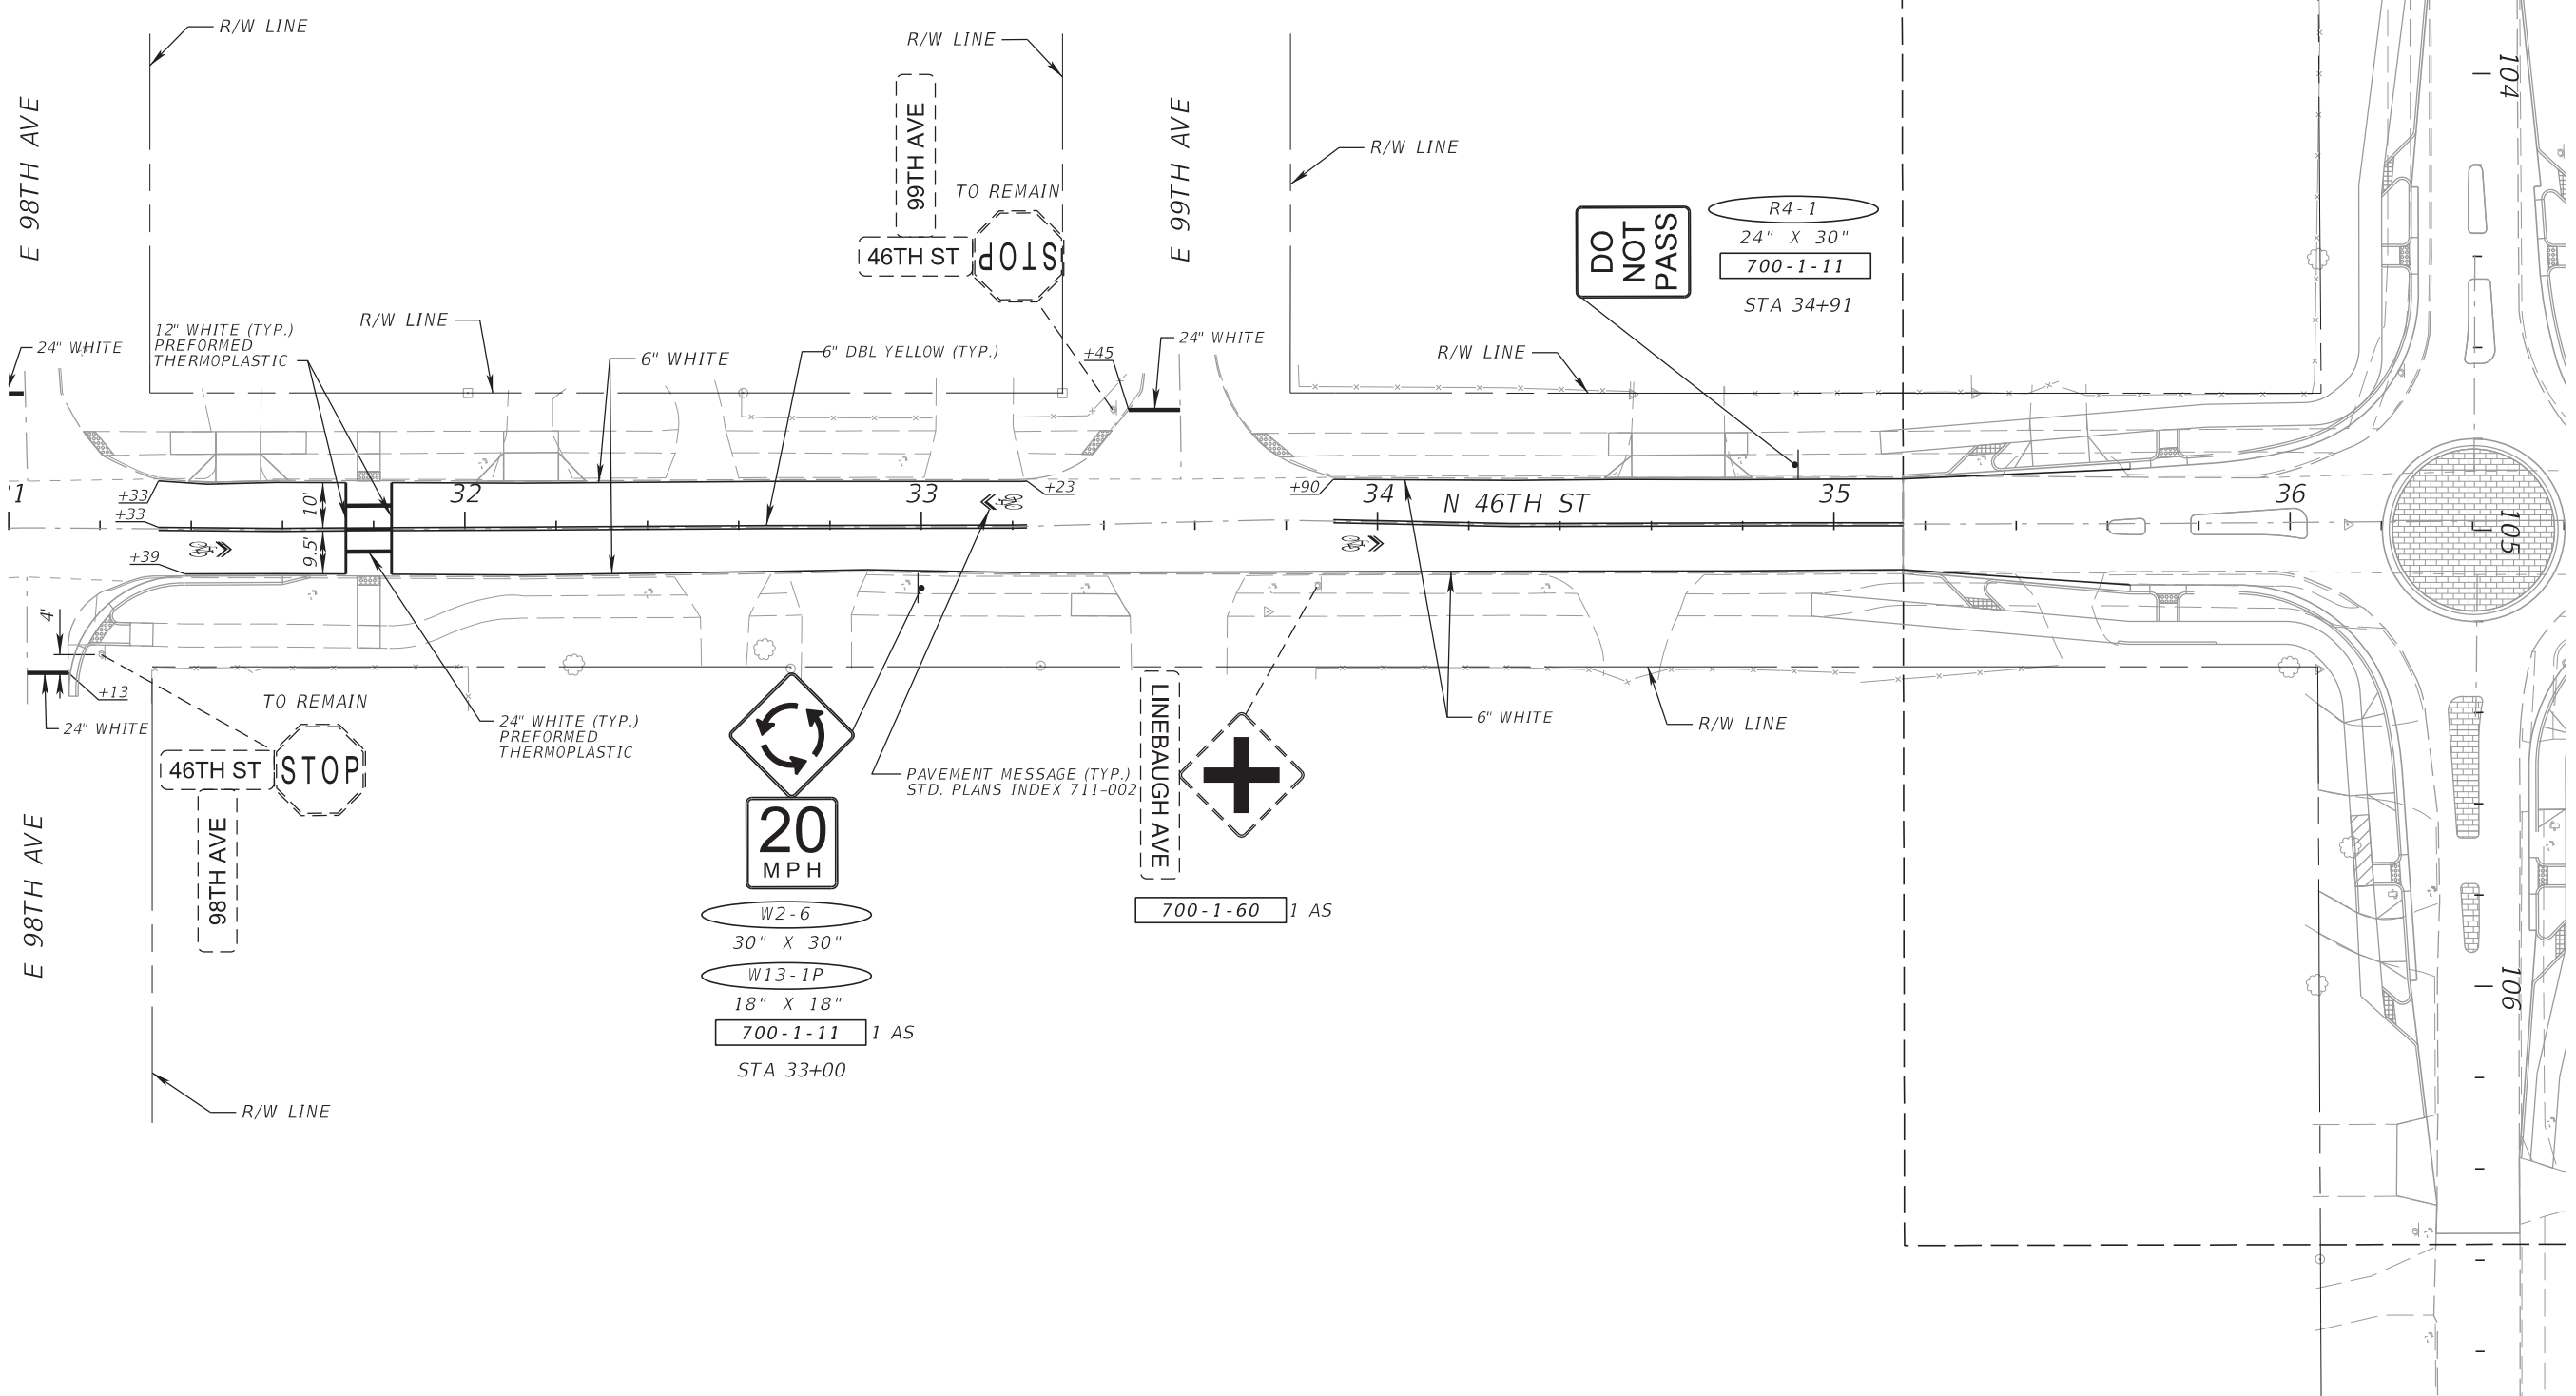 R/W LINE
R/W LINE
E 98TH AVE
99TH AVE
E 99TH AVE
104
R/W LINE
TO REMAIN
46TH ST
STOP
DO
NOT
PASS
R4-1
24" X 30"
700-1-11
STA 34+91
24" WHITE
12" WHITE (TYP.)
PREFORMED
THERMOPLASTIC
R/W LINE
6" WHITE
6" DBL YELLOW (TYP.)
+45
24" WHITE
R/W LINE
1
+33
+33
+39
10'
9.5'
32
33
+23
+90
34
N 46TH ST
35
36
105
4'
+13
24" WHITE
TO REMAIN
46TH ST
STOP
98TH AVE
E 98TH AVE
24" WHITE (TYP.)
PREFORMED
THERMOPLASTIC
20
MPH
W2-6
30" X 30"
W13-1P
18" X 18"
700-1-11 1 AS
STA 33+00
PAVEMENT MESSAGE (TYP.)
STD. PLANS INDEX 711-002
LINEBAUGH AVE
700-1-60 1 AS
6" WHITE
R/W LINE
106
R/W LINE